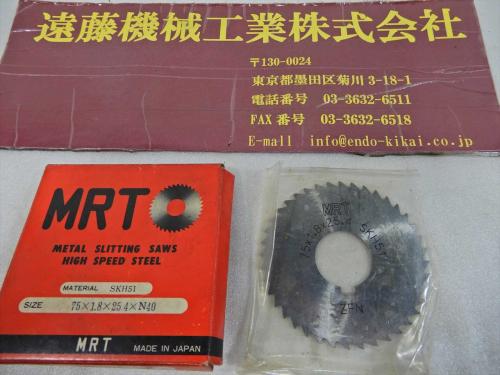 遠藤機械工業株式会社
〒130-0024
東京都墨田区菊川3-18-1
電話番号 03-3632-6511
FAX番号 03-3632-6518
E-mall info@endo-kikai.co.jp
MRT
METAL SLITTING SAWS
HIGH SPEED STEEL
MATERIAL SKH51
SIZE 75×1.8×25.4×N40
MRT MADE IN JAPAN
MRT
75×1.8×25.4 SKH51